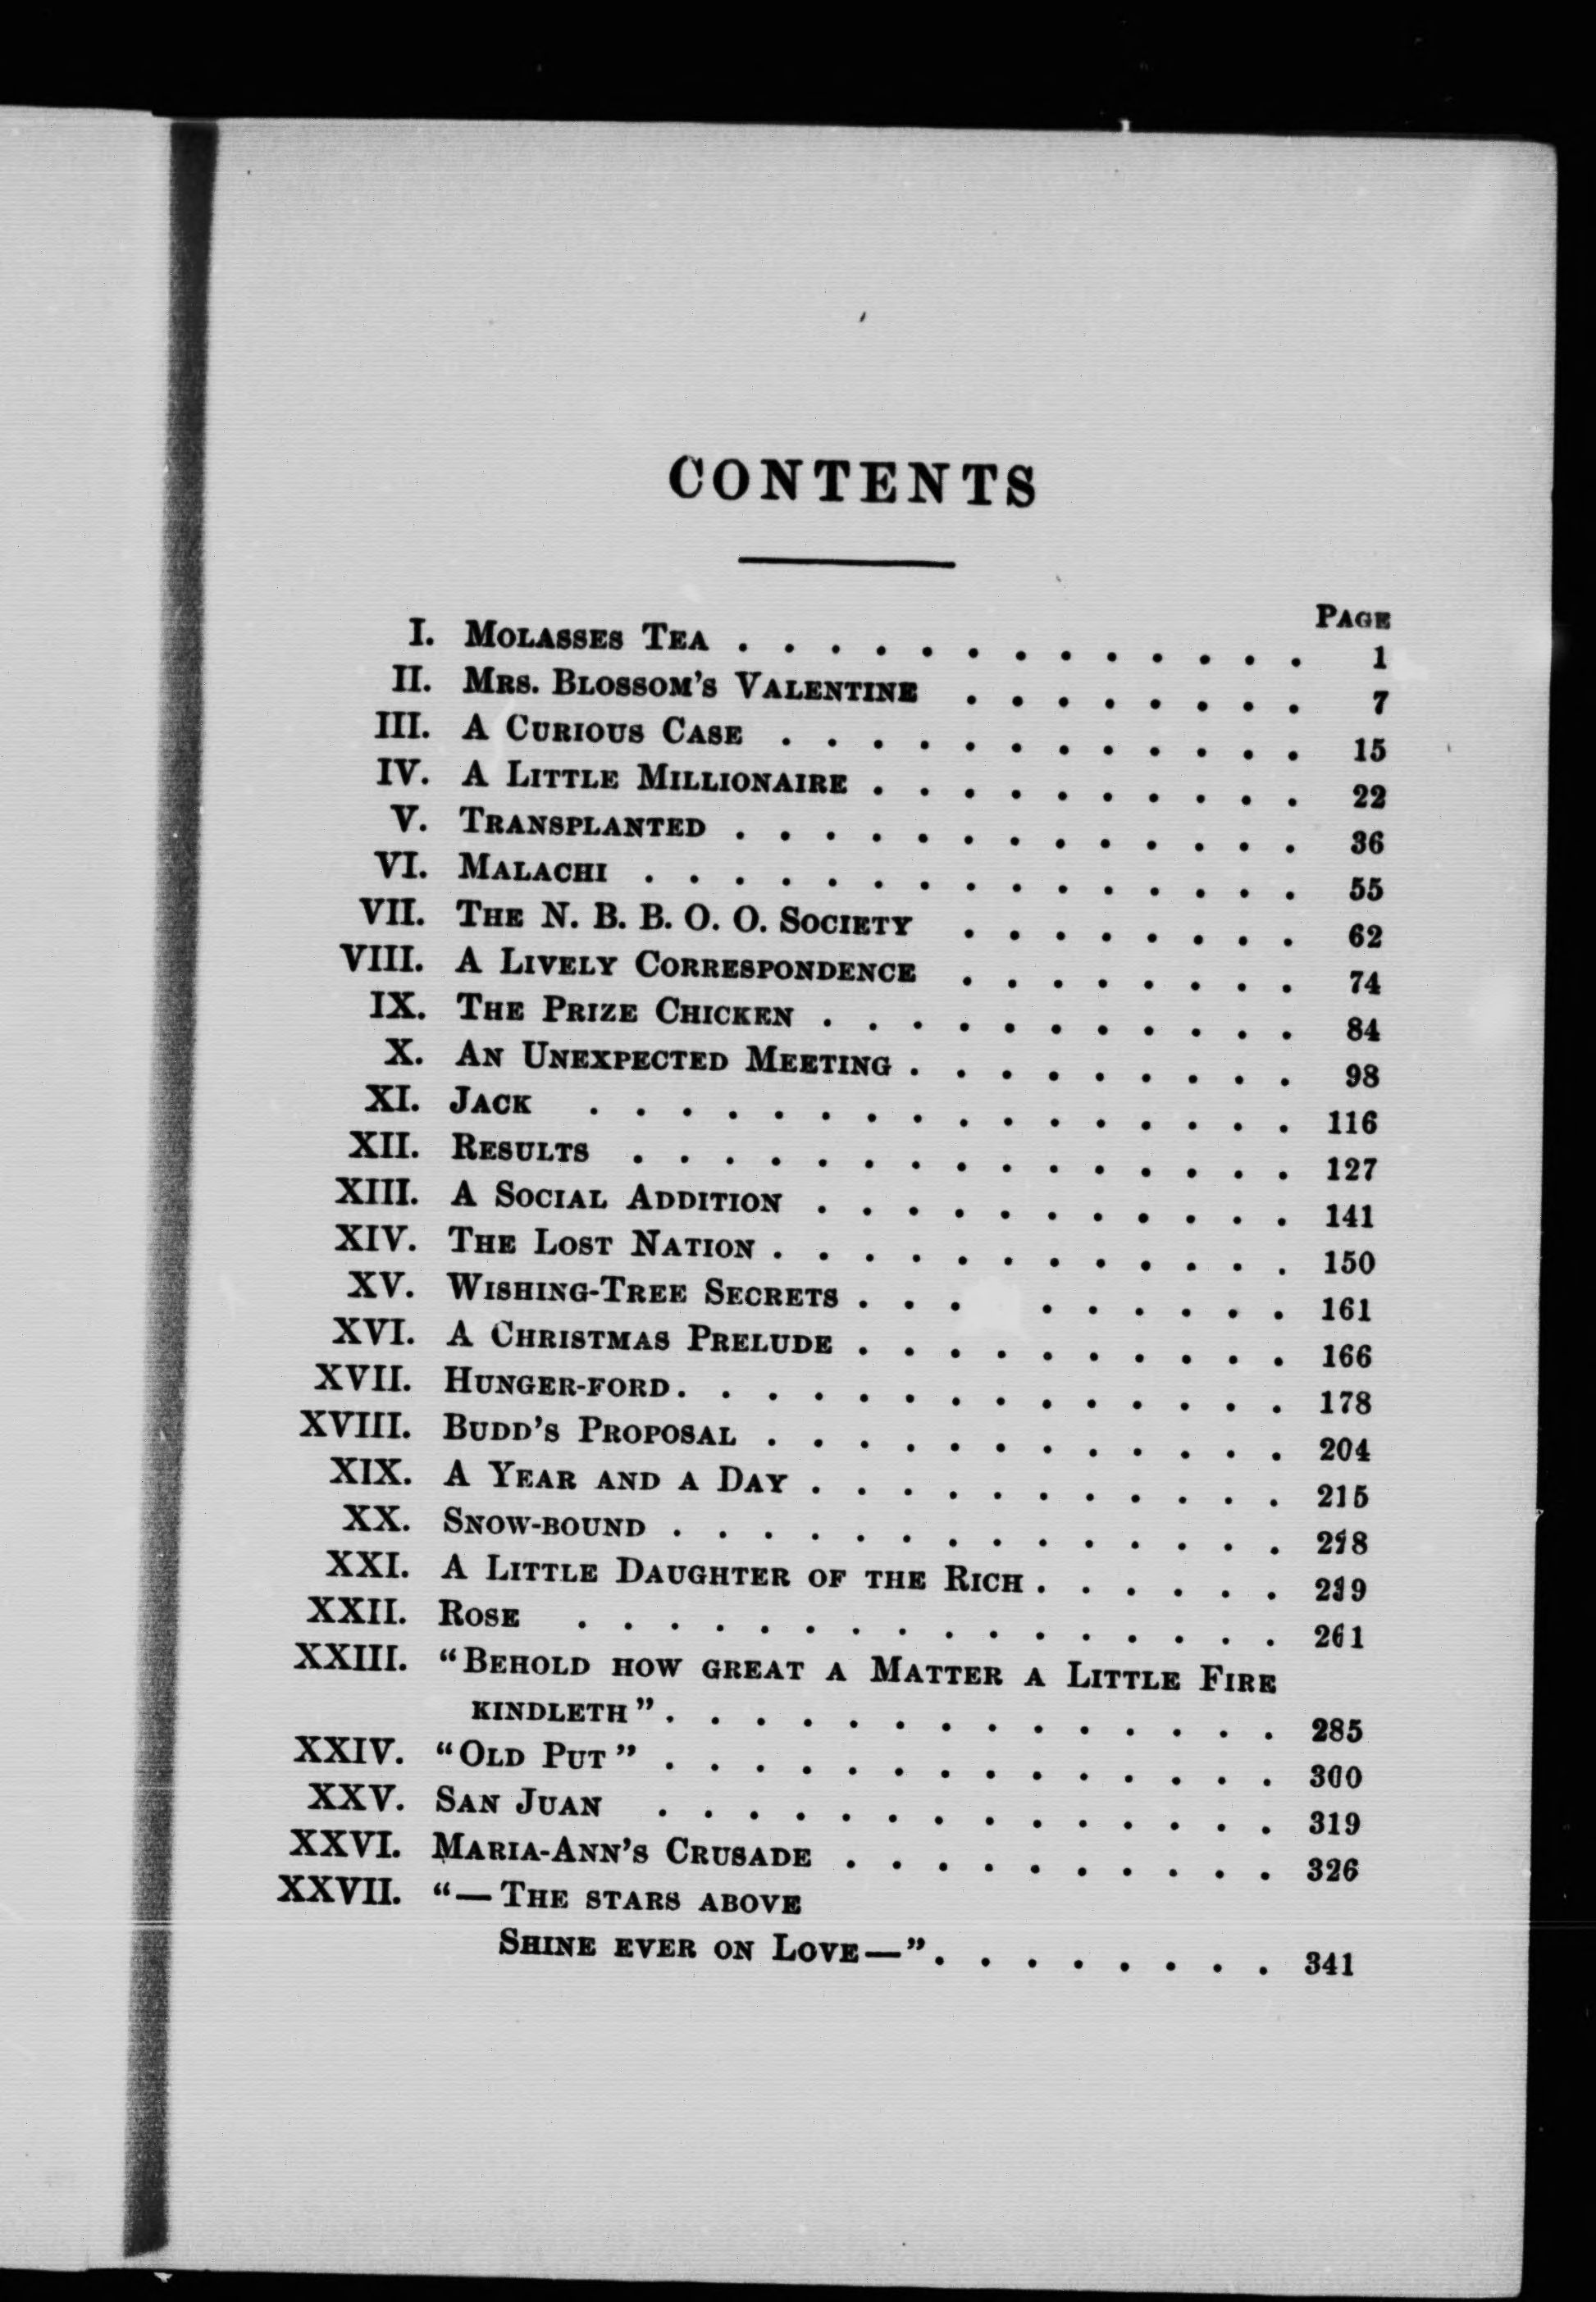 CONTENTS
PAGE
I. MOLASSES TEA . . . . . . . . . . . . . 1
II. MRS. BLOSSOM'S VALENTINE . . . . . . . . 7
III. A CURIOUS CASE . . . . . . . . . . . . 15
IV. A LITTLE MILLIONAIRE . . . . . . . . . . 22
V. TRANSPLANTED . . . . . . . . . . . . . 36
VI. MALACHI . . . . . . . . . . . . . . . 55
VII. THE N. B. B. O. O. SOCIETY . . . . . . . . 62
VIII. A LIVELY CORRESPONDENCE . . . . . . . . 74
IX. THE PRIZE CHICKEN . . . . . . . . . . . 84
X. AN UNEXPECTED MEETING . . . . . . . . . 98
XI. JACK . . . . . . . . . . . . . . . . 116
XII. RESULTS . . . . . . . . . . . . . . . 127
XIII. A SOCIAL ADDITION . . . . . . . . . . . 141
XIV. THE LOST NATION . . . . . . . . . . . . 150
XV. WISHING-TREE SECRETS . . . . . . . . . 161
XVI. A CHRISTMAS PRELUDE . . . . . . . . . . 166
XVII. HUNGER-FORD . . . . . . . . . . . . . . 178
XVIII. BUDD'S PROPOSAL . . . . . . . . . . . . 204
XIX. A YEAR AND A DAY . . . . . . . . . . . 215
XX. SNOW-BOUND . . . . . . . . . . . . . .
XXI. A LITTLE DAUGHTER OF THE RICH . . . . . .
XXII. ROSE . . . . . . . . . . . . . . . . 261
XXIII. "BEHOLD HOW GREAT A MATTER A LITTLE FIRE
KINDLETH" . . . . . . . . . . . . . . 285
XXIV. "OLD PUT" . . . . . . . . . . . . . . 300
XXV. SAN JUAN . . . . . . . . . . . . . . 319
XXVI. MARIA-ANN'S CRUSADE . . . . . . . . . . 326
XXVII. "—THE STARS ABOVE
SHINE EVER ON LOVE—" . . . . . . . . 341